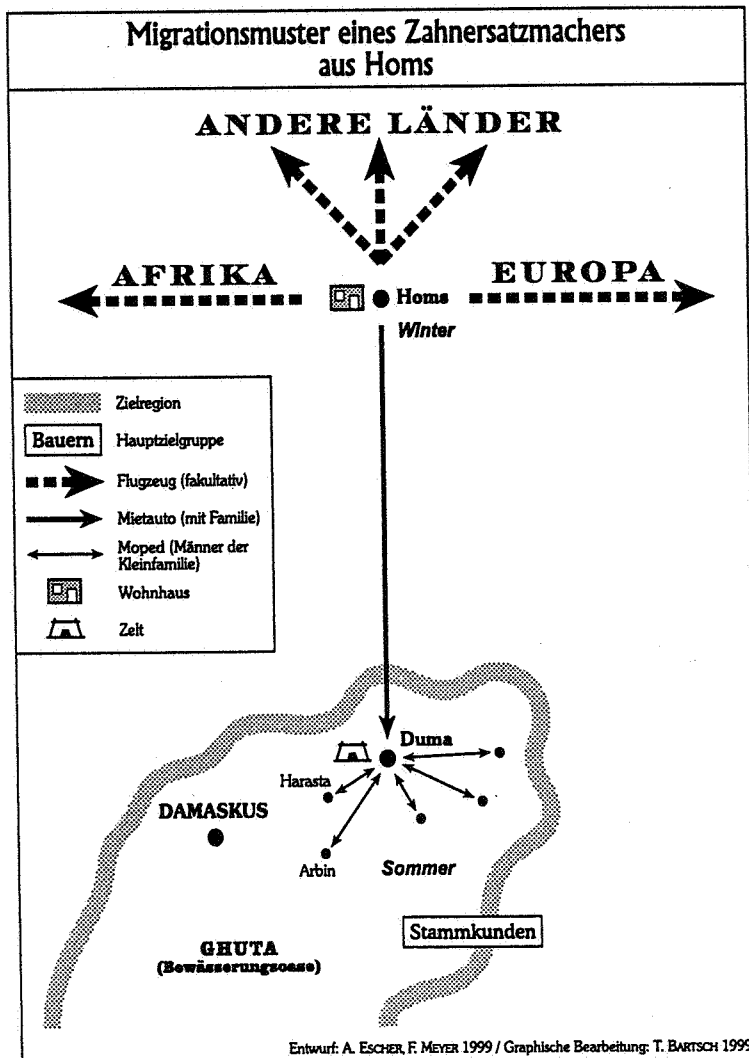 Migrationsmuster eines Zahnersatzmachers
aus Homs
ANDERE LÄNDER
AFRIKA
EUROPA
Homs
Winter
Zielregion
Bauern
Hauptzielgruppe
Flugzeug (fakultativ)
Mietauto (mit Familie)
Moped (Männer der
Kleinfamilie)
Wohnhaus
Zelt
Duma
Harasta
DAMASKUS
Arbin
Sommer
Stammkunden
GHUTA
(Bewässerungsoase)
Entwurf: A. ESCHER, F. MEYER 1999 / Graphische Bearbeitung: T. BARTSCH 1999